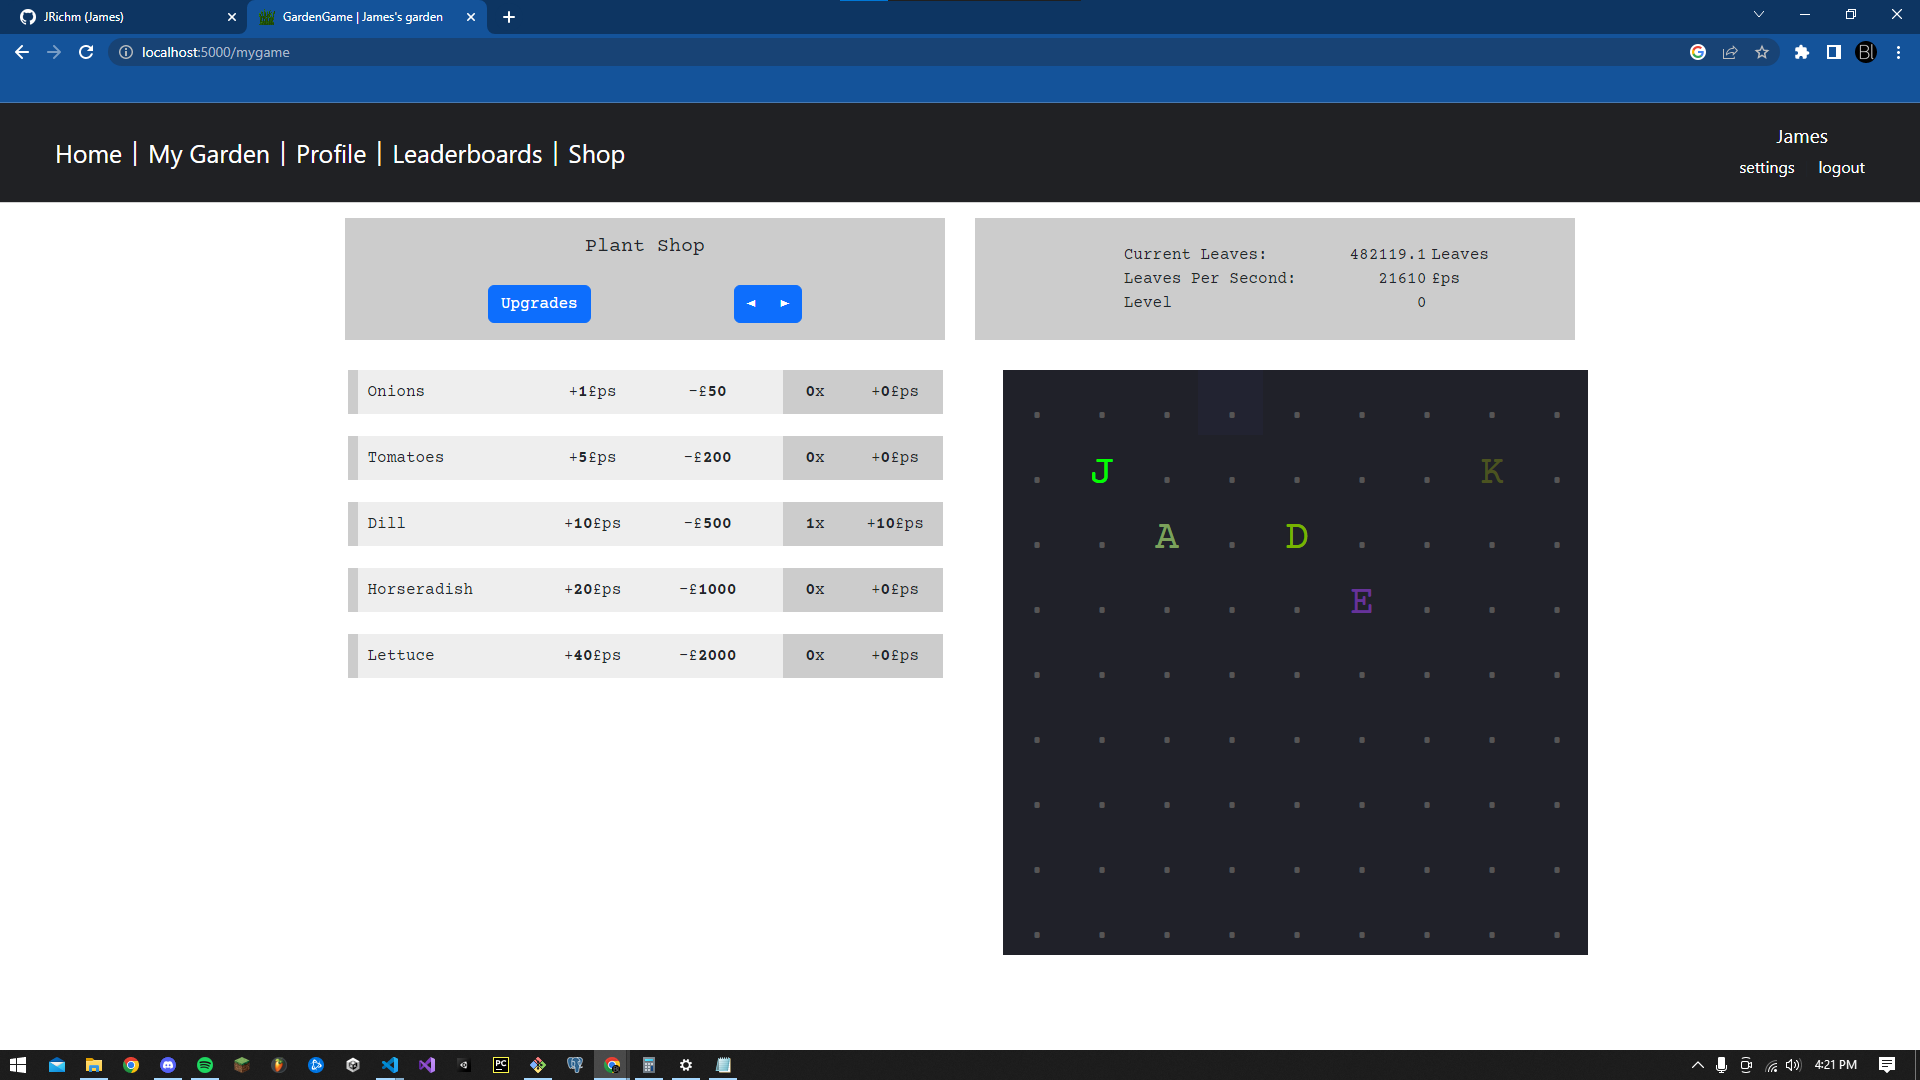 JRichm (James)
GardenGame | James's garden
localhost:5000/mygame
Bl
Home | My Garden | Profile | Leaderboards | Shop
James
settings logout
Plant Shop
Upgrades
◄ ►
Current Leaves: 482119.1 Leaves
Leaves Per Second: 21610 £ps
Level 0
Onions +1£ps -£50 0x +0£ps
Tomatoes +5£ps -£200 0x +0£ps
Dill +10£ps -£500 1x +10£ps
Horseradish +20£ps -£1000 0x +0£ps
Lettuce +40£ps -£2000 0x +0£ps
. . . . . . . . .
. J . . . . . K .
. . A . D . . . .
. . . . . E . . .
. . . . . . . . .
. . . . . . . . .
. . . . . . . . .
. . . . . . . . .
. . . . . . . . .
PC
4:21 PM